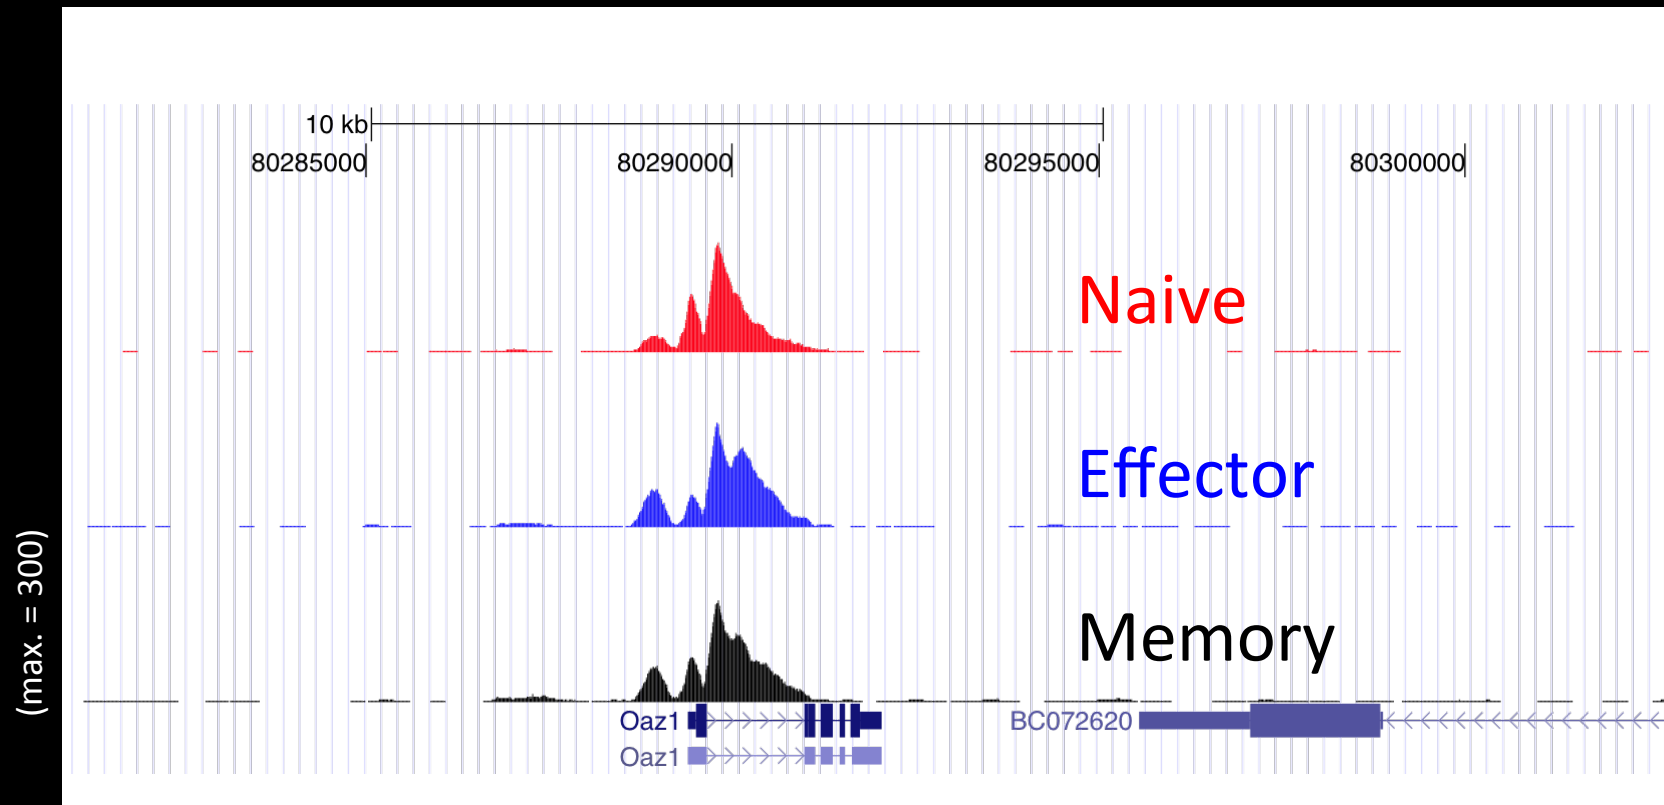 10 kb
80285000 80290000 80295000 80300000
Naive
Effector
(max. = 300)
Memory
Oaz1 BC072620
Oaz1